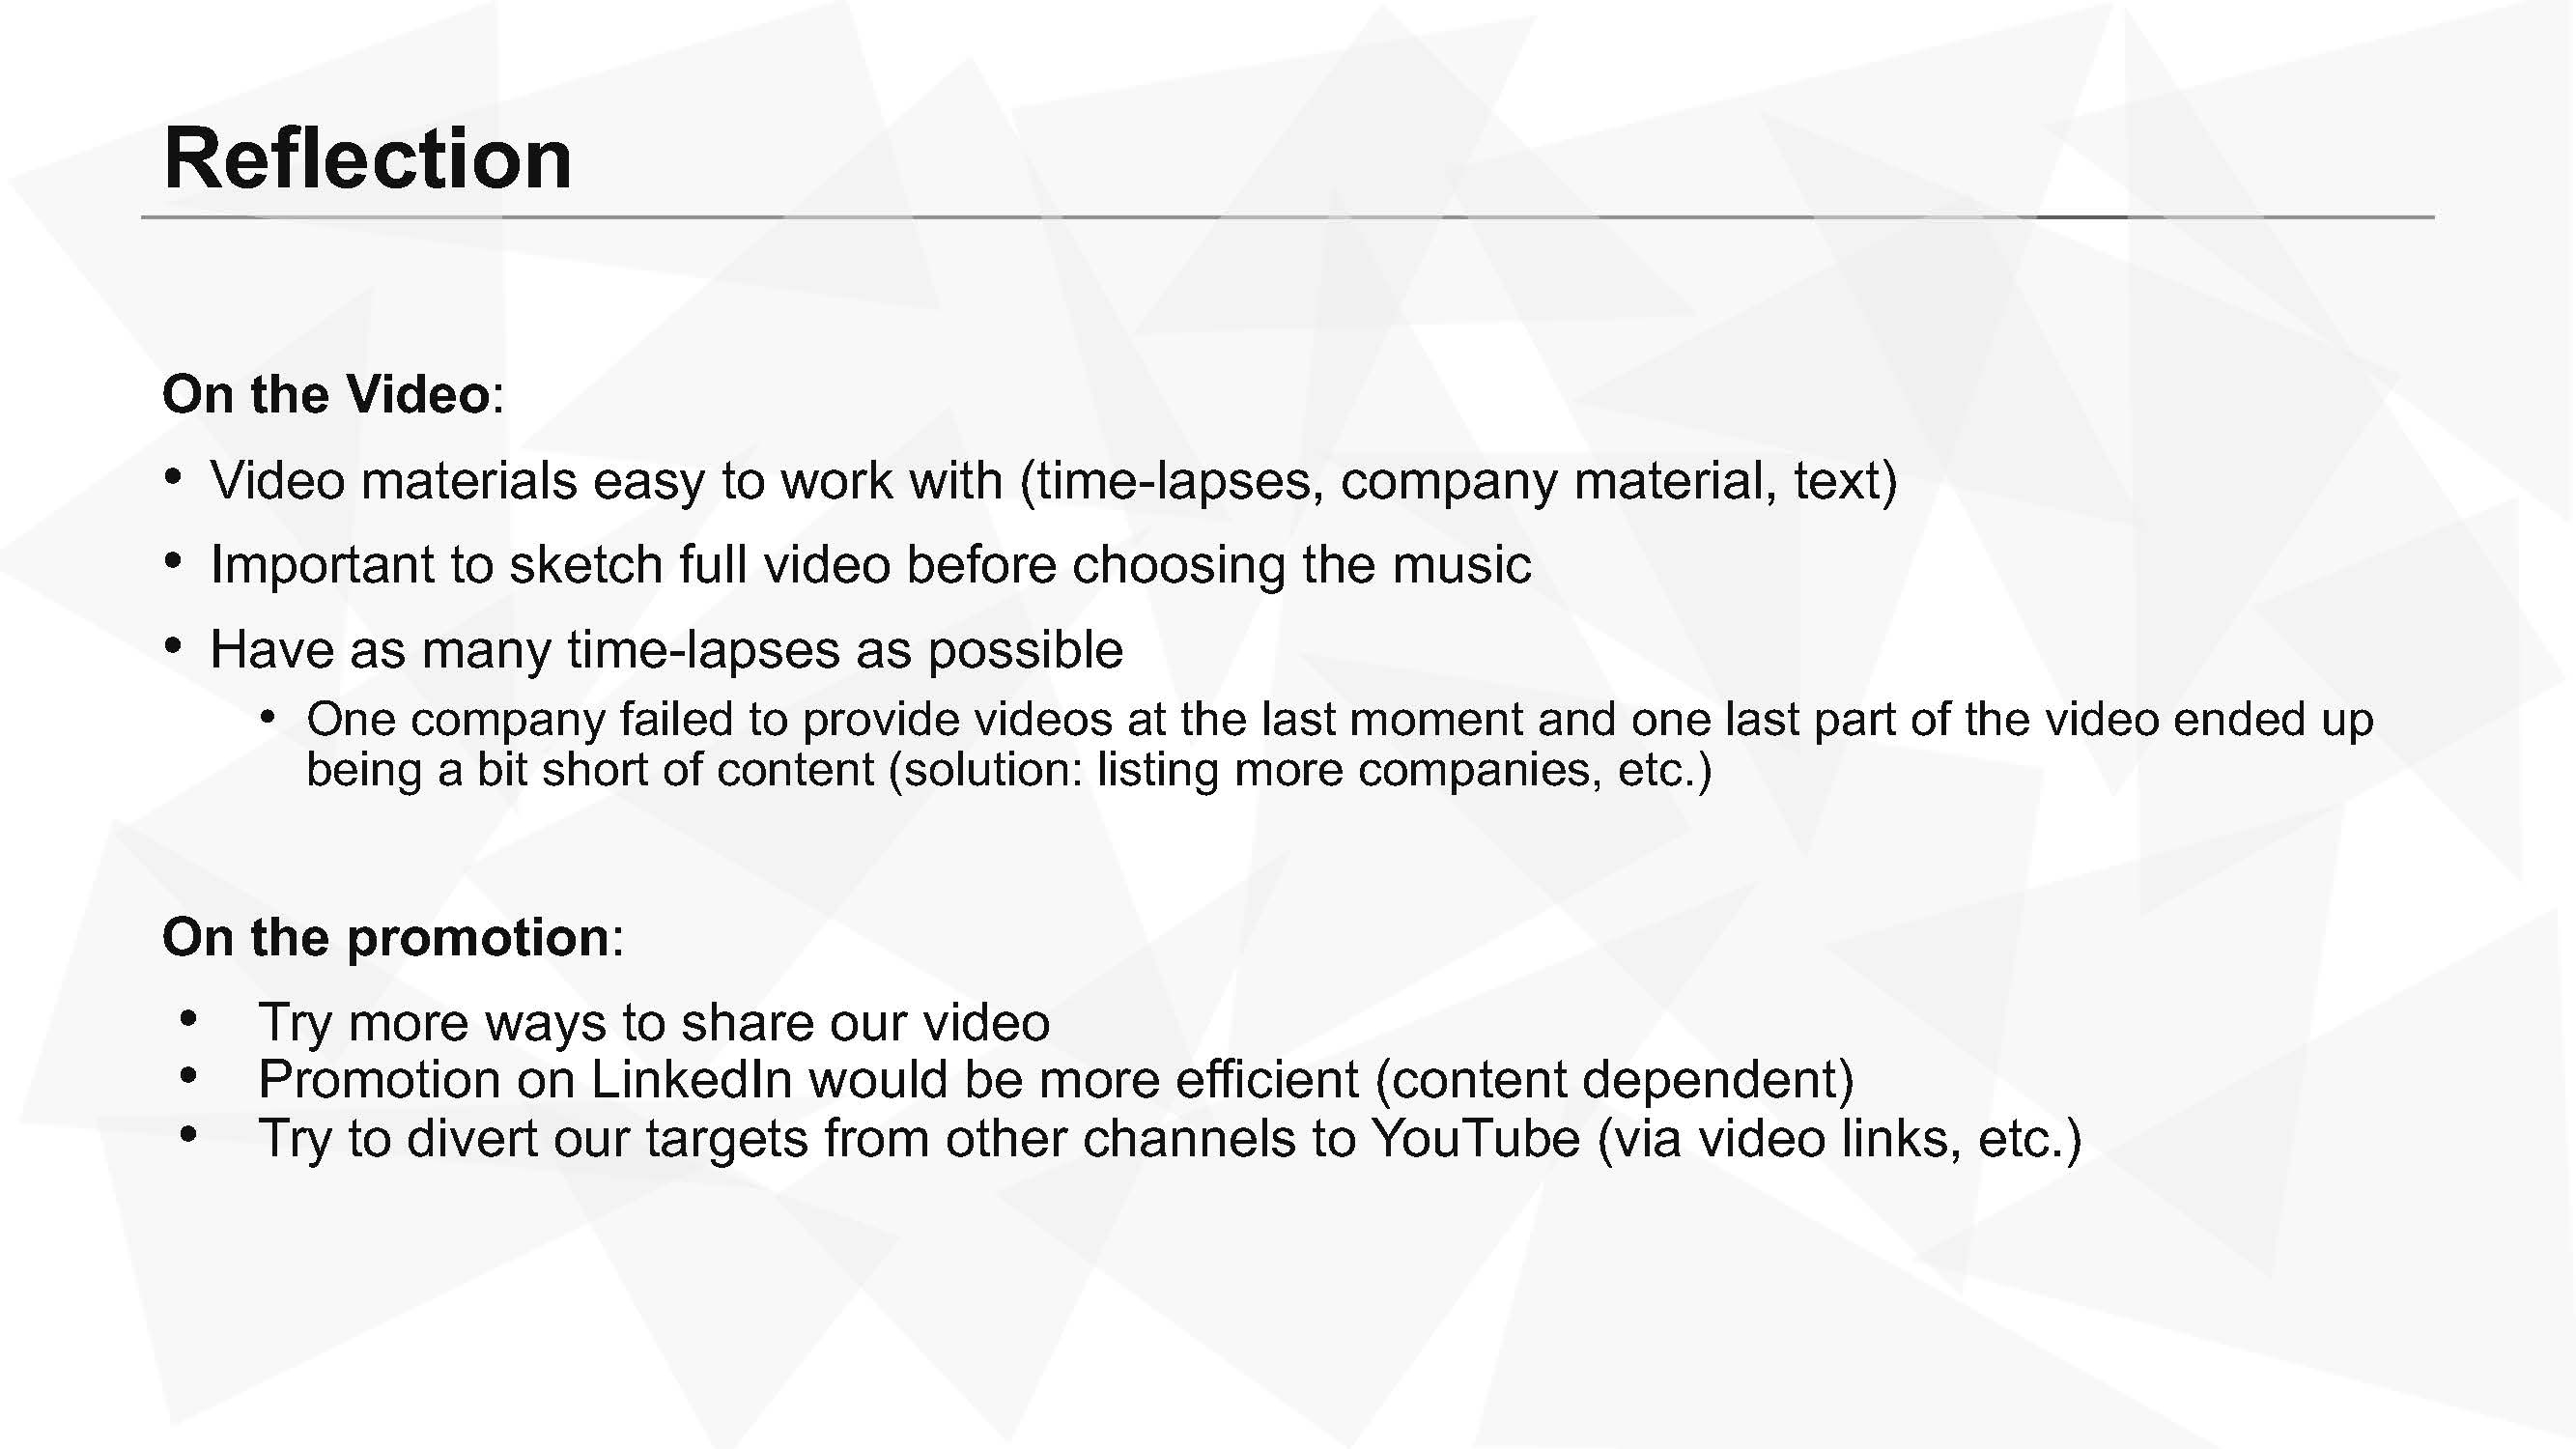 Reflection
On the Video:
• Video materials easy to work with (time-lapses, company material, text)
• Important to sketch full video before choosing the music
• Have as many time-lapses as possible
• One company failed to provide videos at the last moment and one last part of the video ended up
being a bit short of content (solution: listing more companies, etc.)
On the promotion:
• Try more ways to share our video
• Promotion on LinkedIn would be more efficient (content dependent)
• Try to divert our targets from other channels to YouTube (via video links, etc.)